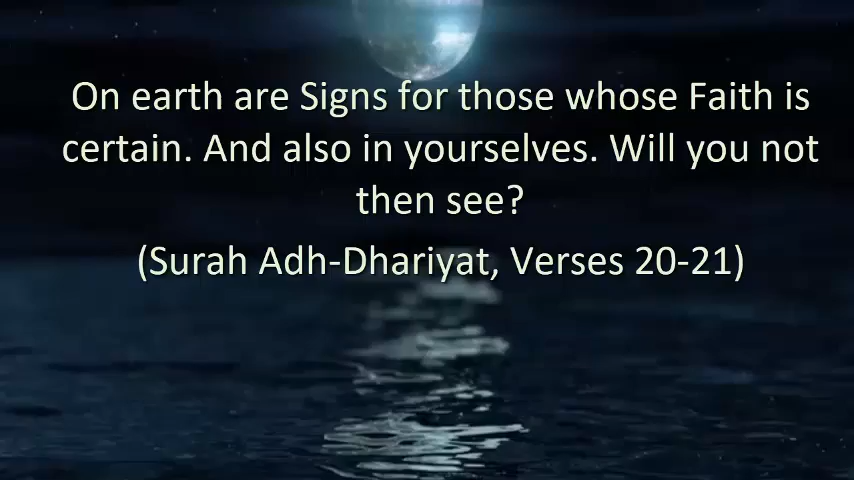 On earth are Signs for those whose Faith is
certain. And also in yourselves. Will you not
then see?
(Surah Adh-Dhariyat, Verses 20-21)